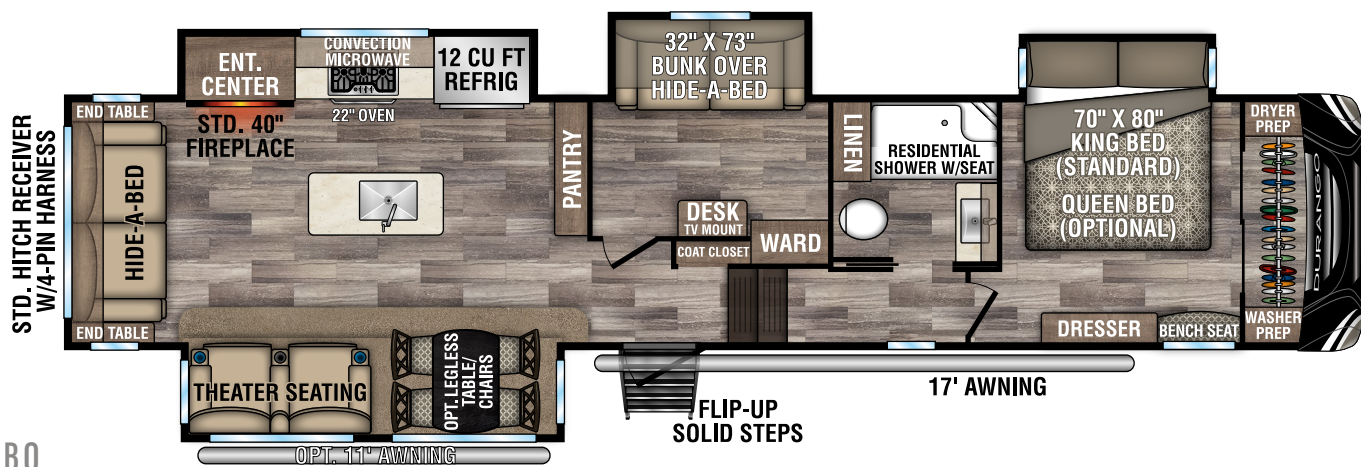 STD. HITCH RECEIVER
W/4-PIN HARNESS
END TABLE
HIDE-A-BED
END TABLE
ENT.
CENTER
STD. 40"
FIREPLACE
CONVECTION
MICROWAVE
22" OVEN
12 CU FT
REFRIG
PANTRY
32" X 73"
BUNK OVER
HIDE-A-BED
DESK
TV MOUNT
COAT CLOSET
WARD
LINEN
RESIDENTIAL
SHOWER W/SEAT
70" X 80"
KING BED
(STANDARD)
QUEEN BED
(OPTIONAL)
DRYER
PREP
DURANGO
WASHER
PREP
DRESSER
BENCH SEAT
THEATER SEATING
OPT. LEGLESS
TABLE/
CHAIRS
17' AWNING
FLIP-UP
SOLID STEPS
OPT. 11' AWNING